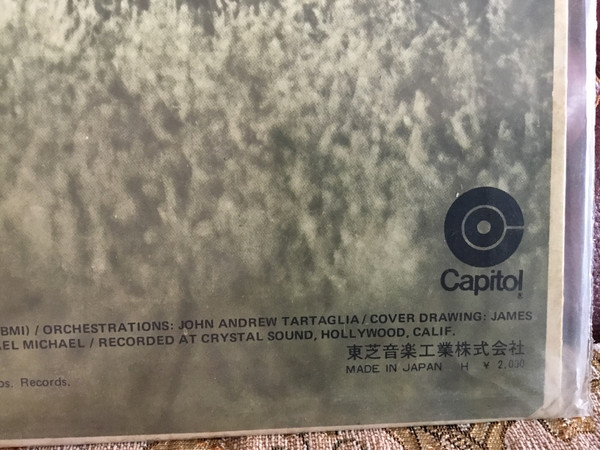 Capitol
®
BMI) / ORCHESTRATIONS: JOHN ANDREW TARTAGLIA / COVER DRAWING: JAMES
AEL MICHAEL / RECORDED AT CRYSTAL SOUND, HOLLYWOOD, CALIF.
東芝音楽工業株式会社
MADE IN JAPAN H ¥ 2,000
os. Records.